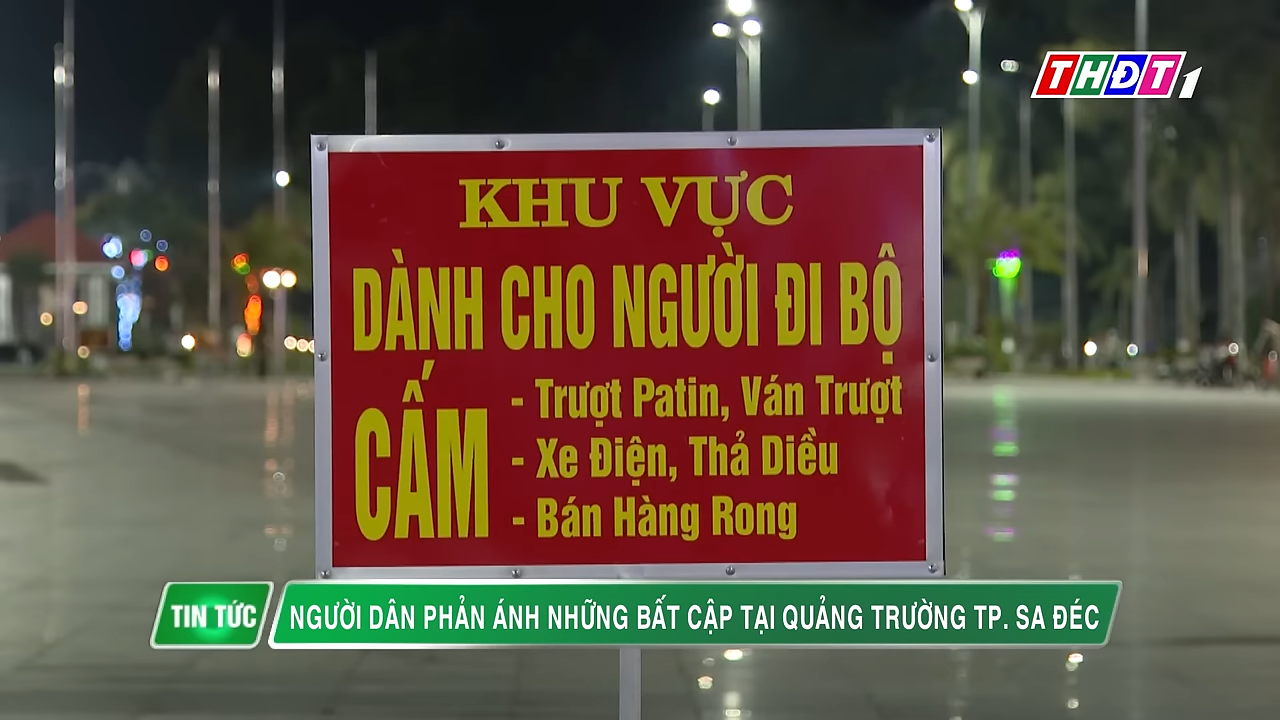 THĐT1
KHU VỰC
DÀNH CHO NGƯỜI ĐI BỘ
CẤM
- Trượt Patin, Ván Trượt
- Xe Điện, Thả Diều
- Bán Hàng Rong
TIN TỨC
NGƯỜI DÂN PHẢN ÁNH NHỮNG BẤT CẬP TẠI QUẢNG TRƯỜNG TP. SA ĐÉC